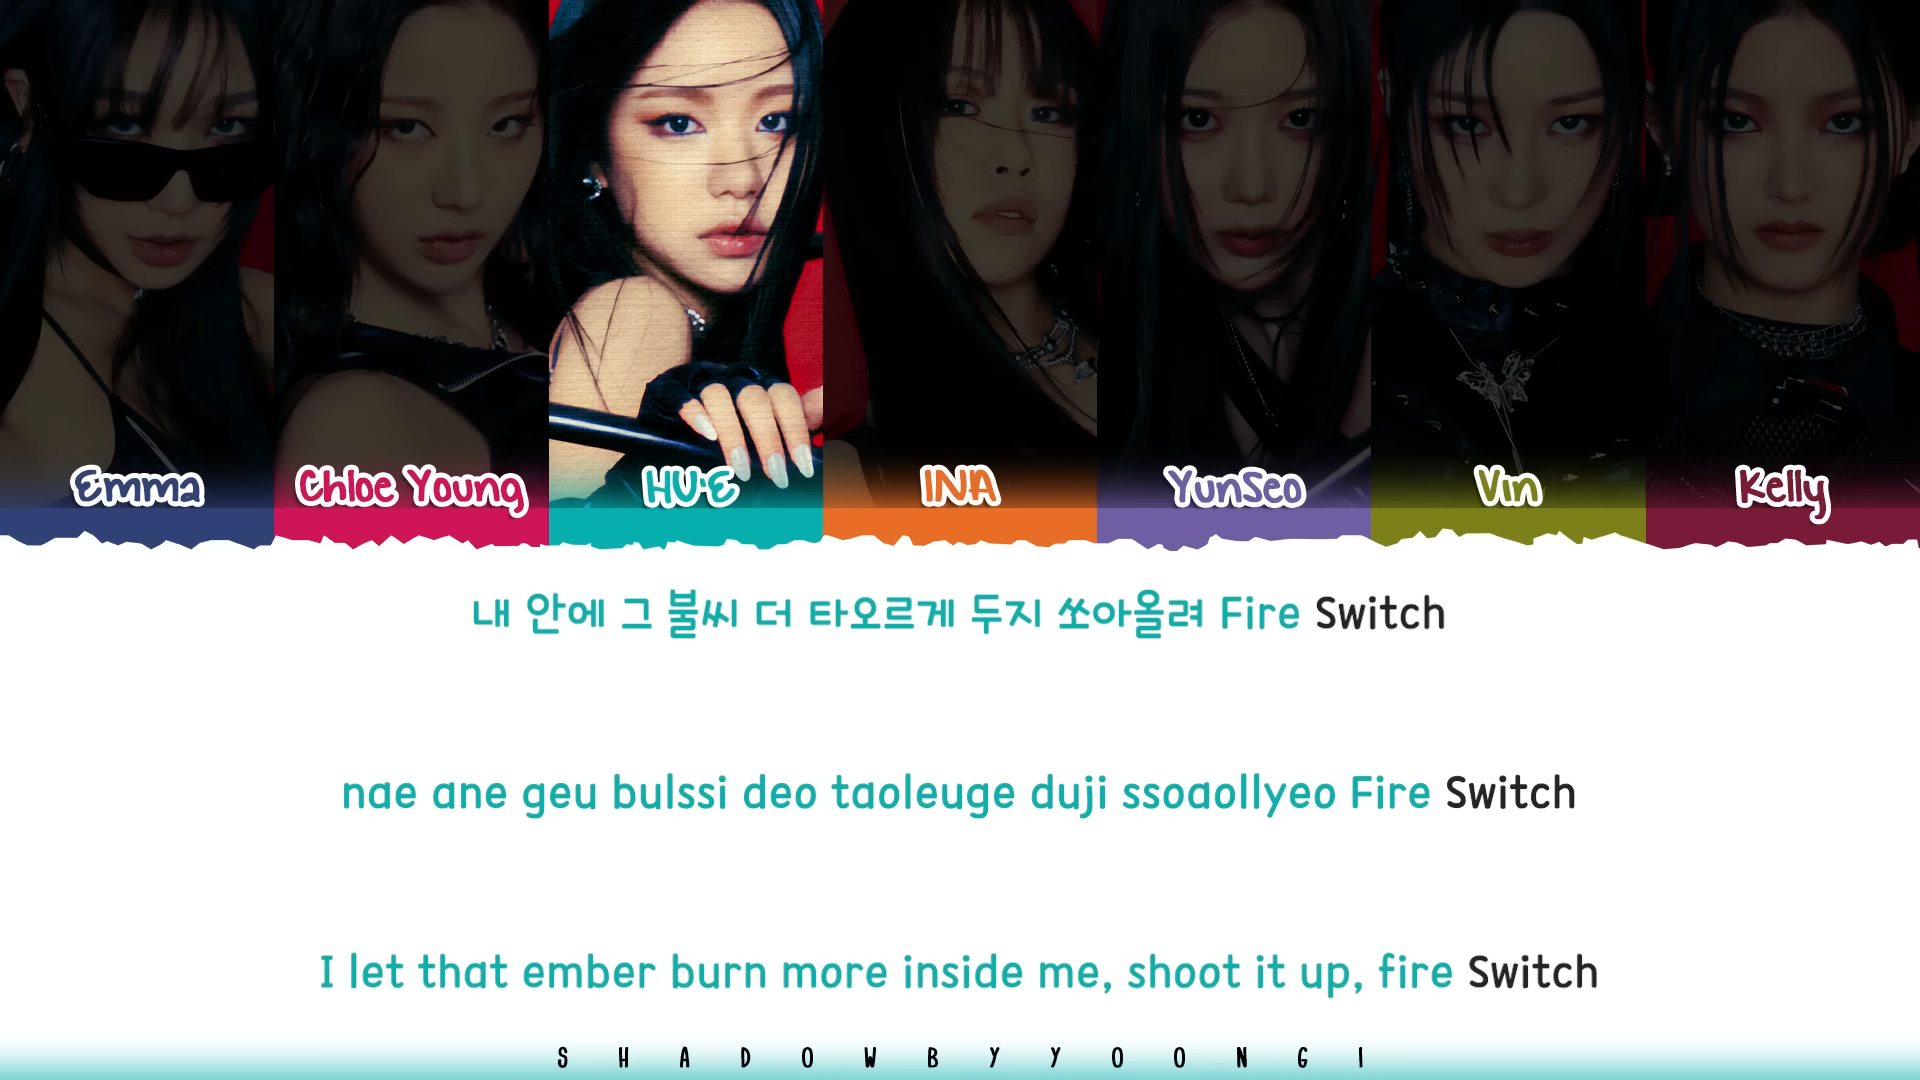 Emma Chloe Young HU·E INA YunSeo Vin Kelly
내 안에 그 불씨 더 타오르게 두지 쏘아올려 Fire Switch
nae ane geu bulssi deo taoleuge duji ssoaollyeo Fire Switch
I let that ember burn more inside me, shoot it up, fire Switch
SHADOWBYYOONGI